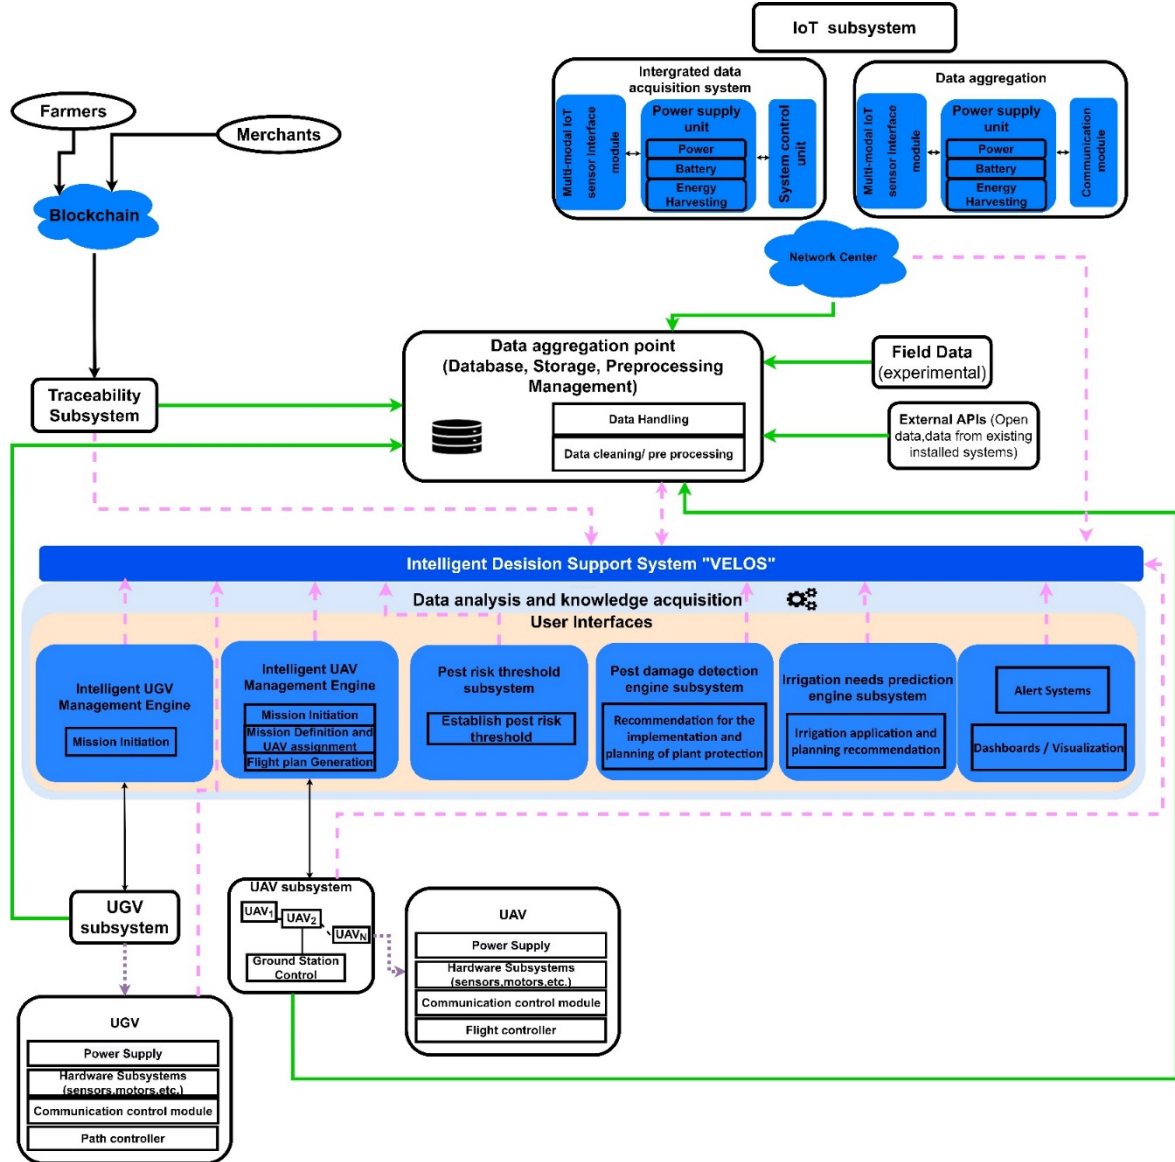 IoT subsystem
Intergrated data
acquisition system
Multi-modal IoT
sensor Interface
module
Power supply
unit
Power
Battery
Energy
Harvesting
System control
unit
Data aggregation
Multi-modal IoT
sensor Interface
module
Power supply
unit
Power
Battery
Energy
Harvesting
Communication
module
Farmers
Merchants
Blockchain
Network Center
Traceability
Subsystem
Data aggregation point
(Database, Storage, Preprocessing
Management)
Data Handling
Data cleaning/ pre processing
Field Data
(experimental)
External APIs (Open
data,data from existing
installed systems)
Intelligent Desision Support System "VELOS"
Data analysis and knowledge acquisition
User Interfaces
Intelligent UGV
Management Engine
Mission Initiation
Intelligent UAV
Management Engine
Mission Initiation
Mission Definition and
UAV assignment
Flight plan Generation
Pest risk threshold
subsystem
Establish pest risk
threshold
Pest damage detection
engine subsystem
Recommendation for the
implementation and
planning of plant protection
Irrigation needs prediction
engine subsystem
Irrigation application and
planning recommendation
Alert Systems
Dashboards / Visualization
UGV
subsystem
UAV subsystem
UAV1
UAV2
UAVN
Ground Station
Control
UAV
Power Supply
Hardware Subsystems
(sensors,motors,etc.)
Communication control module
Flight controller
UGV
Power Supply
Hardware Subsystems
(sensors,motors,etc.)
Communication control module
Path controller